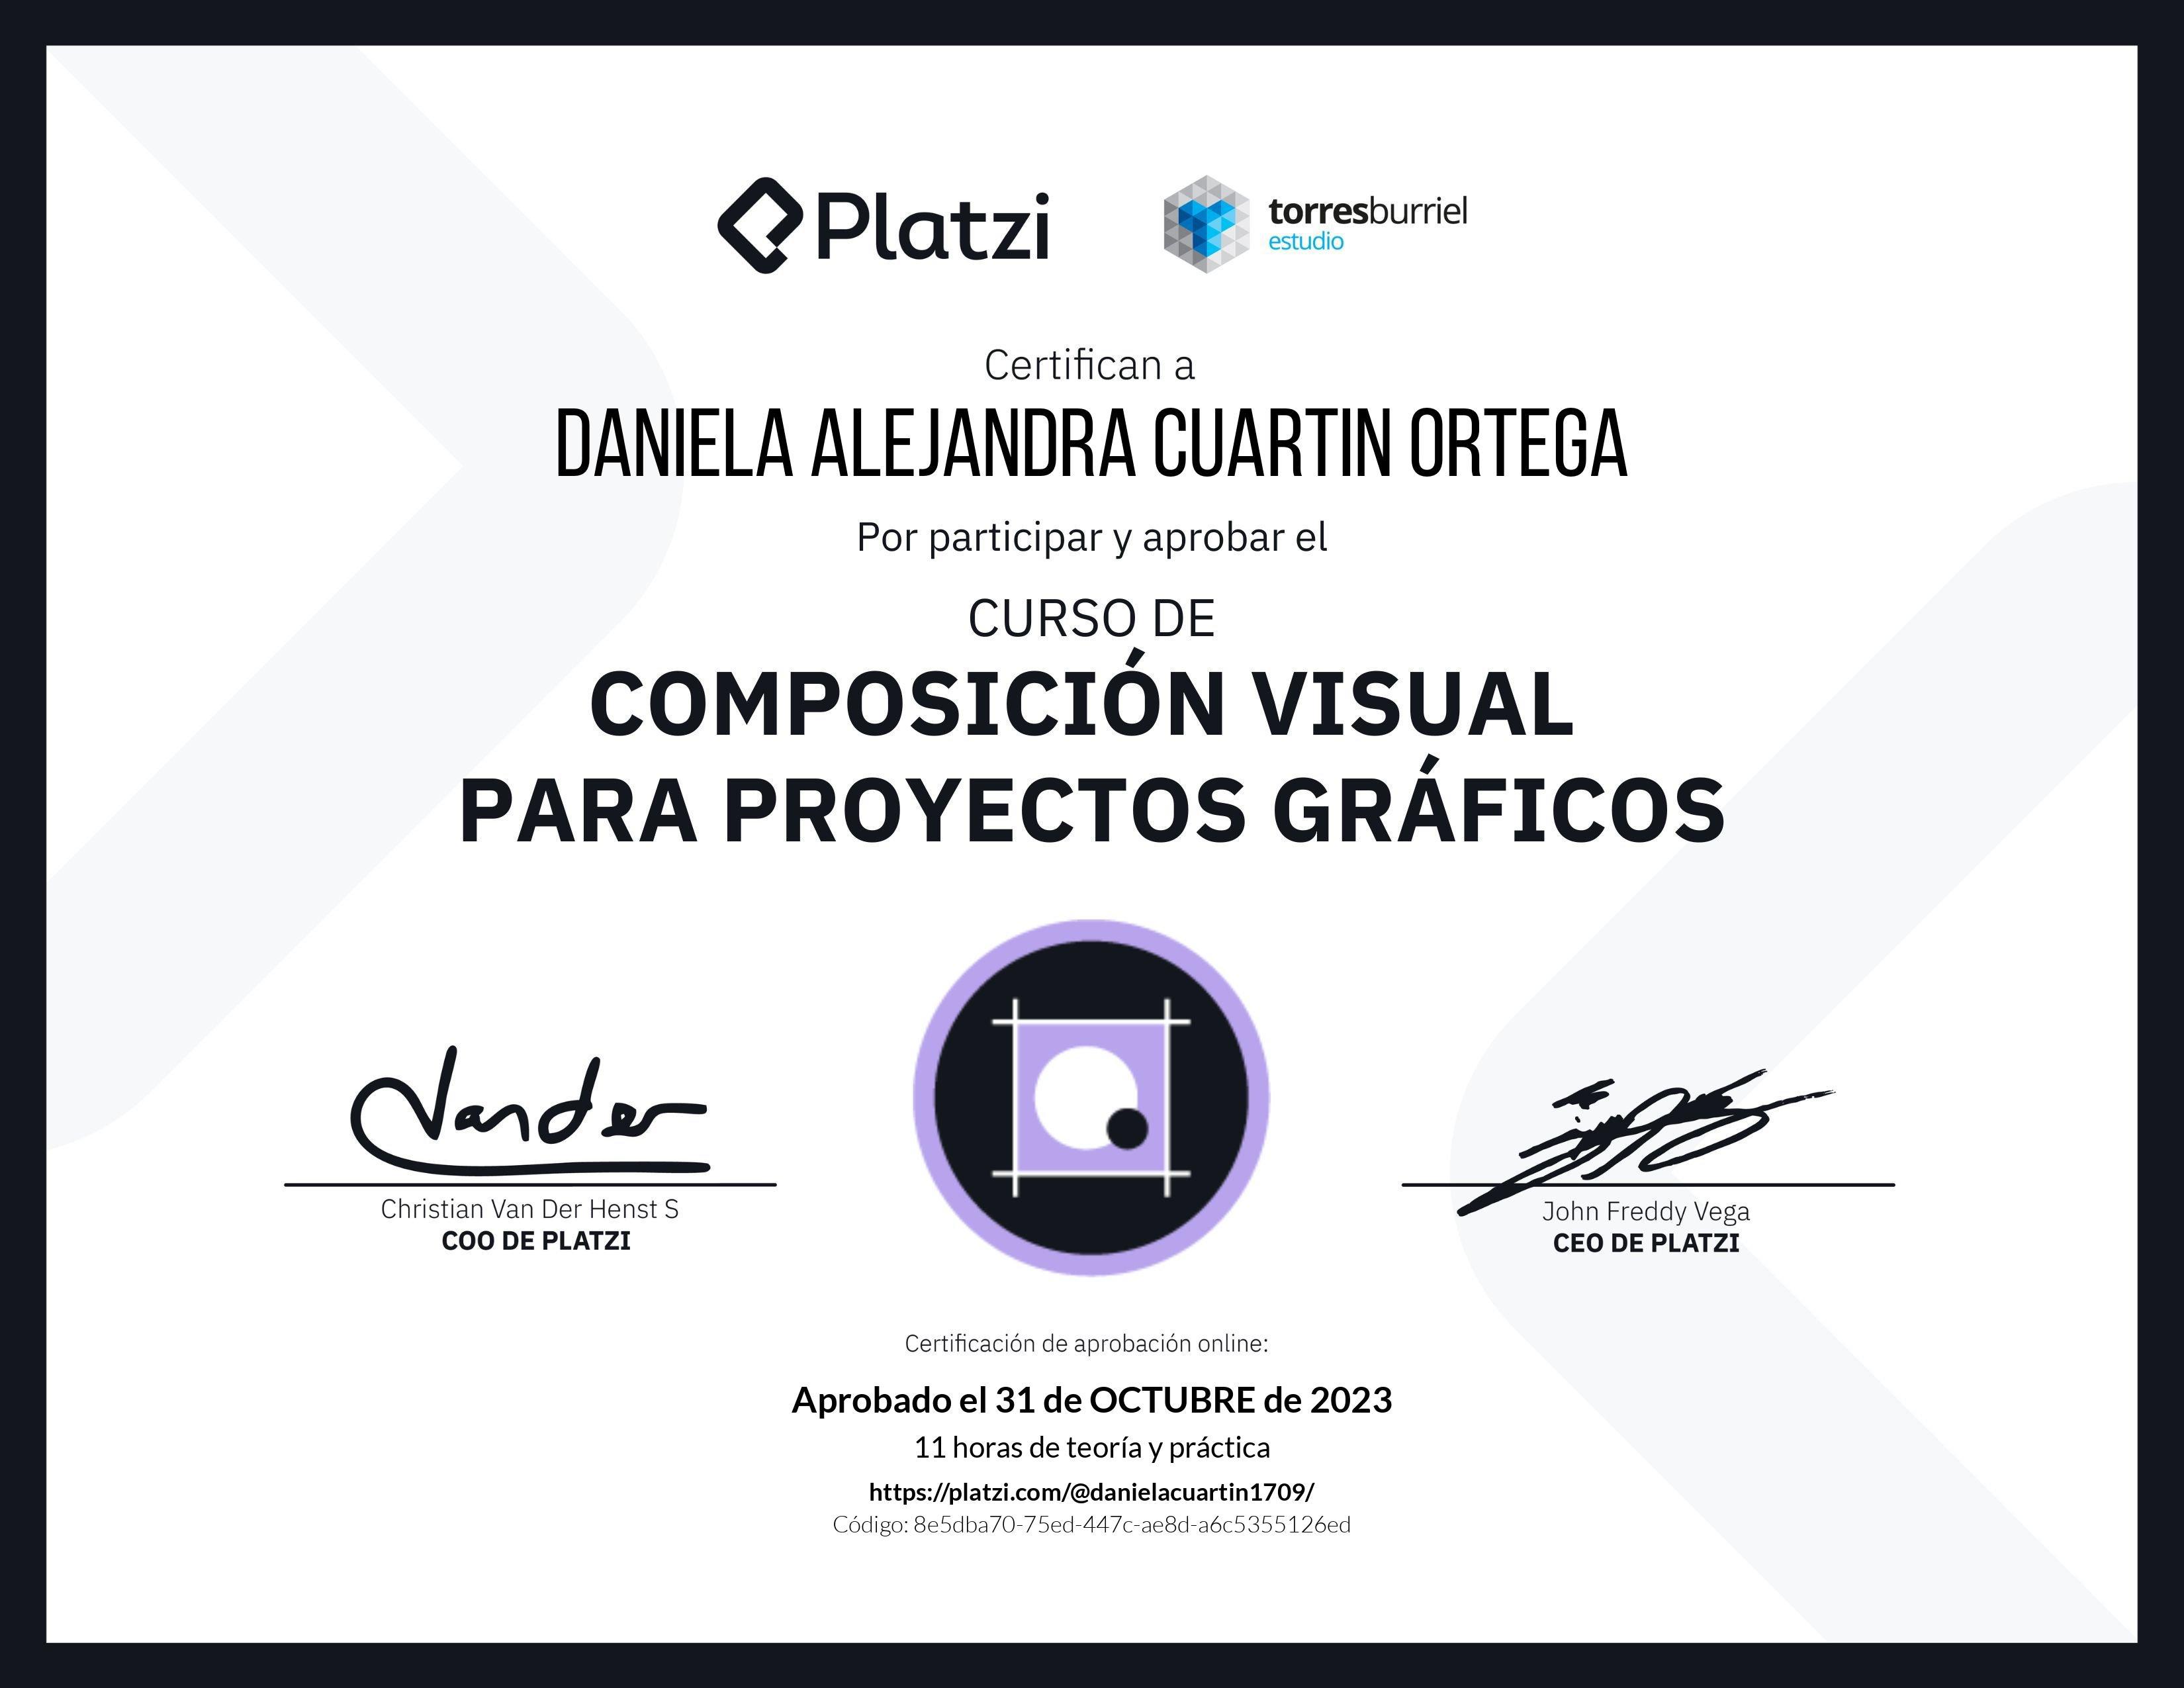 Platzi
torresburriel
estudio
Certifican a
DANIELA ALEJANDRA CUARTIN ORTEGA
Por participar y aprobar el
CURSO DE
COMPOSICIÓN VISUAL
PARA PROYECTOS GRÁFICOS
Vander
Christian Van Der Henst S
COO DE PLATZI
John Freddy Vega
CEO DE PLATZI
Certificación de aprobación online:
Aprobado el 31 de OCTUBRE de 2023
11 horas de teoría y práctica
https://platzi.com/@danielacuartin1709/
Código: 8e5dba70-75ed-447c-ae8d-a6c5355126ed